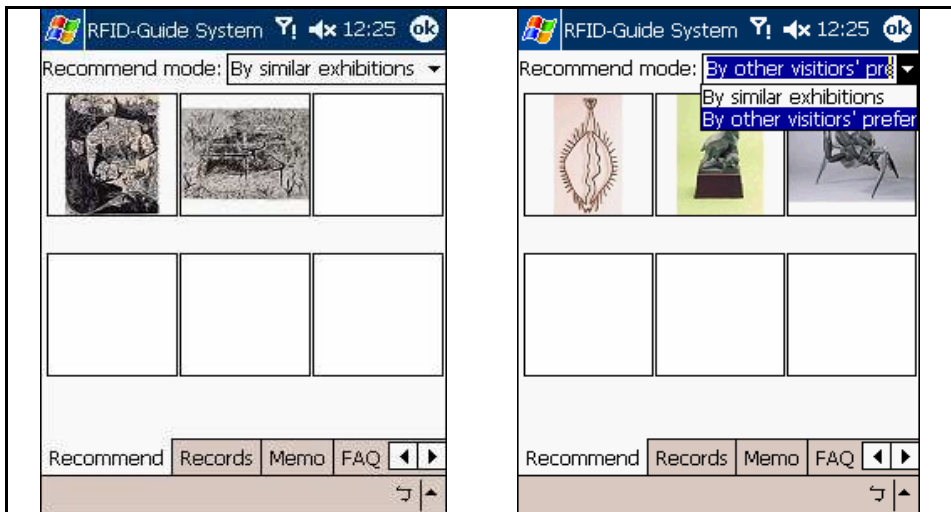 RFID-Guide System 12:25 ok
Recommend mode: By similar exhibitions
Recommend Records Memo FAQ
ㄅ
RFID-Guide System 12:25 ok
Recommend mode: By other visitiors' pre
By similar exhibitions
By other visitiors' prefer
Recommend Records Memo FAQ
ㄅ